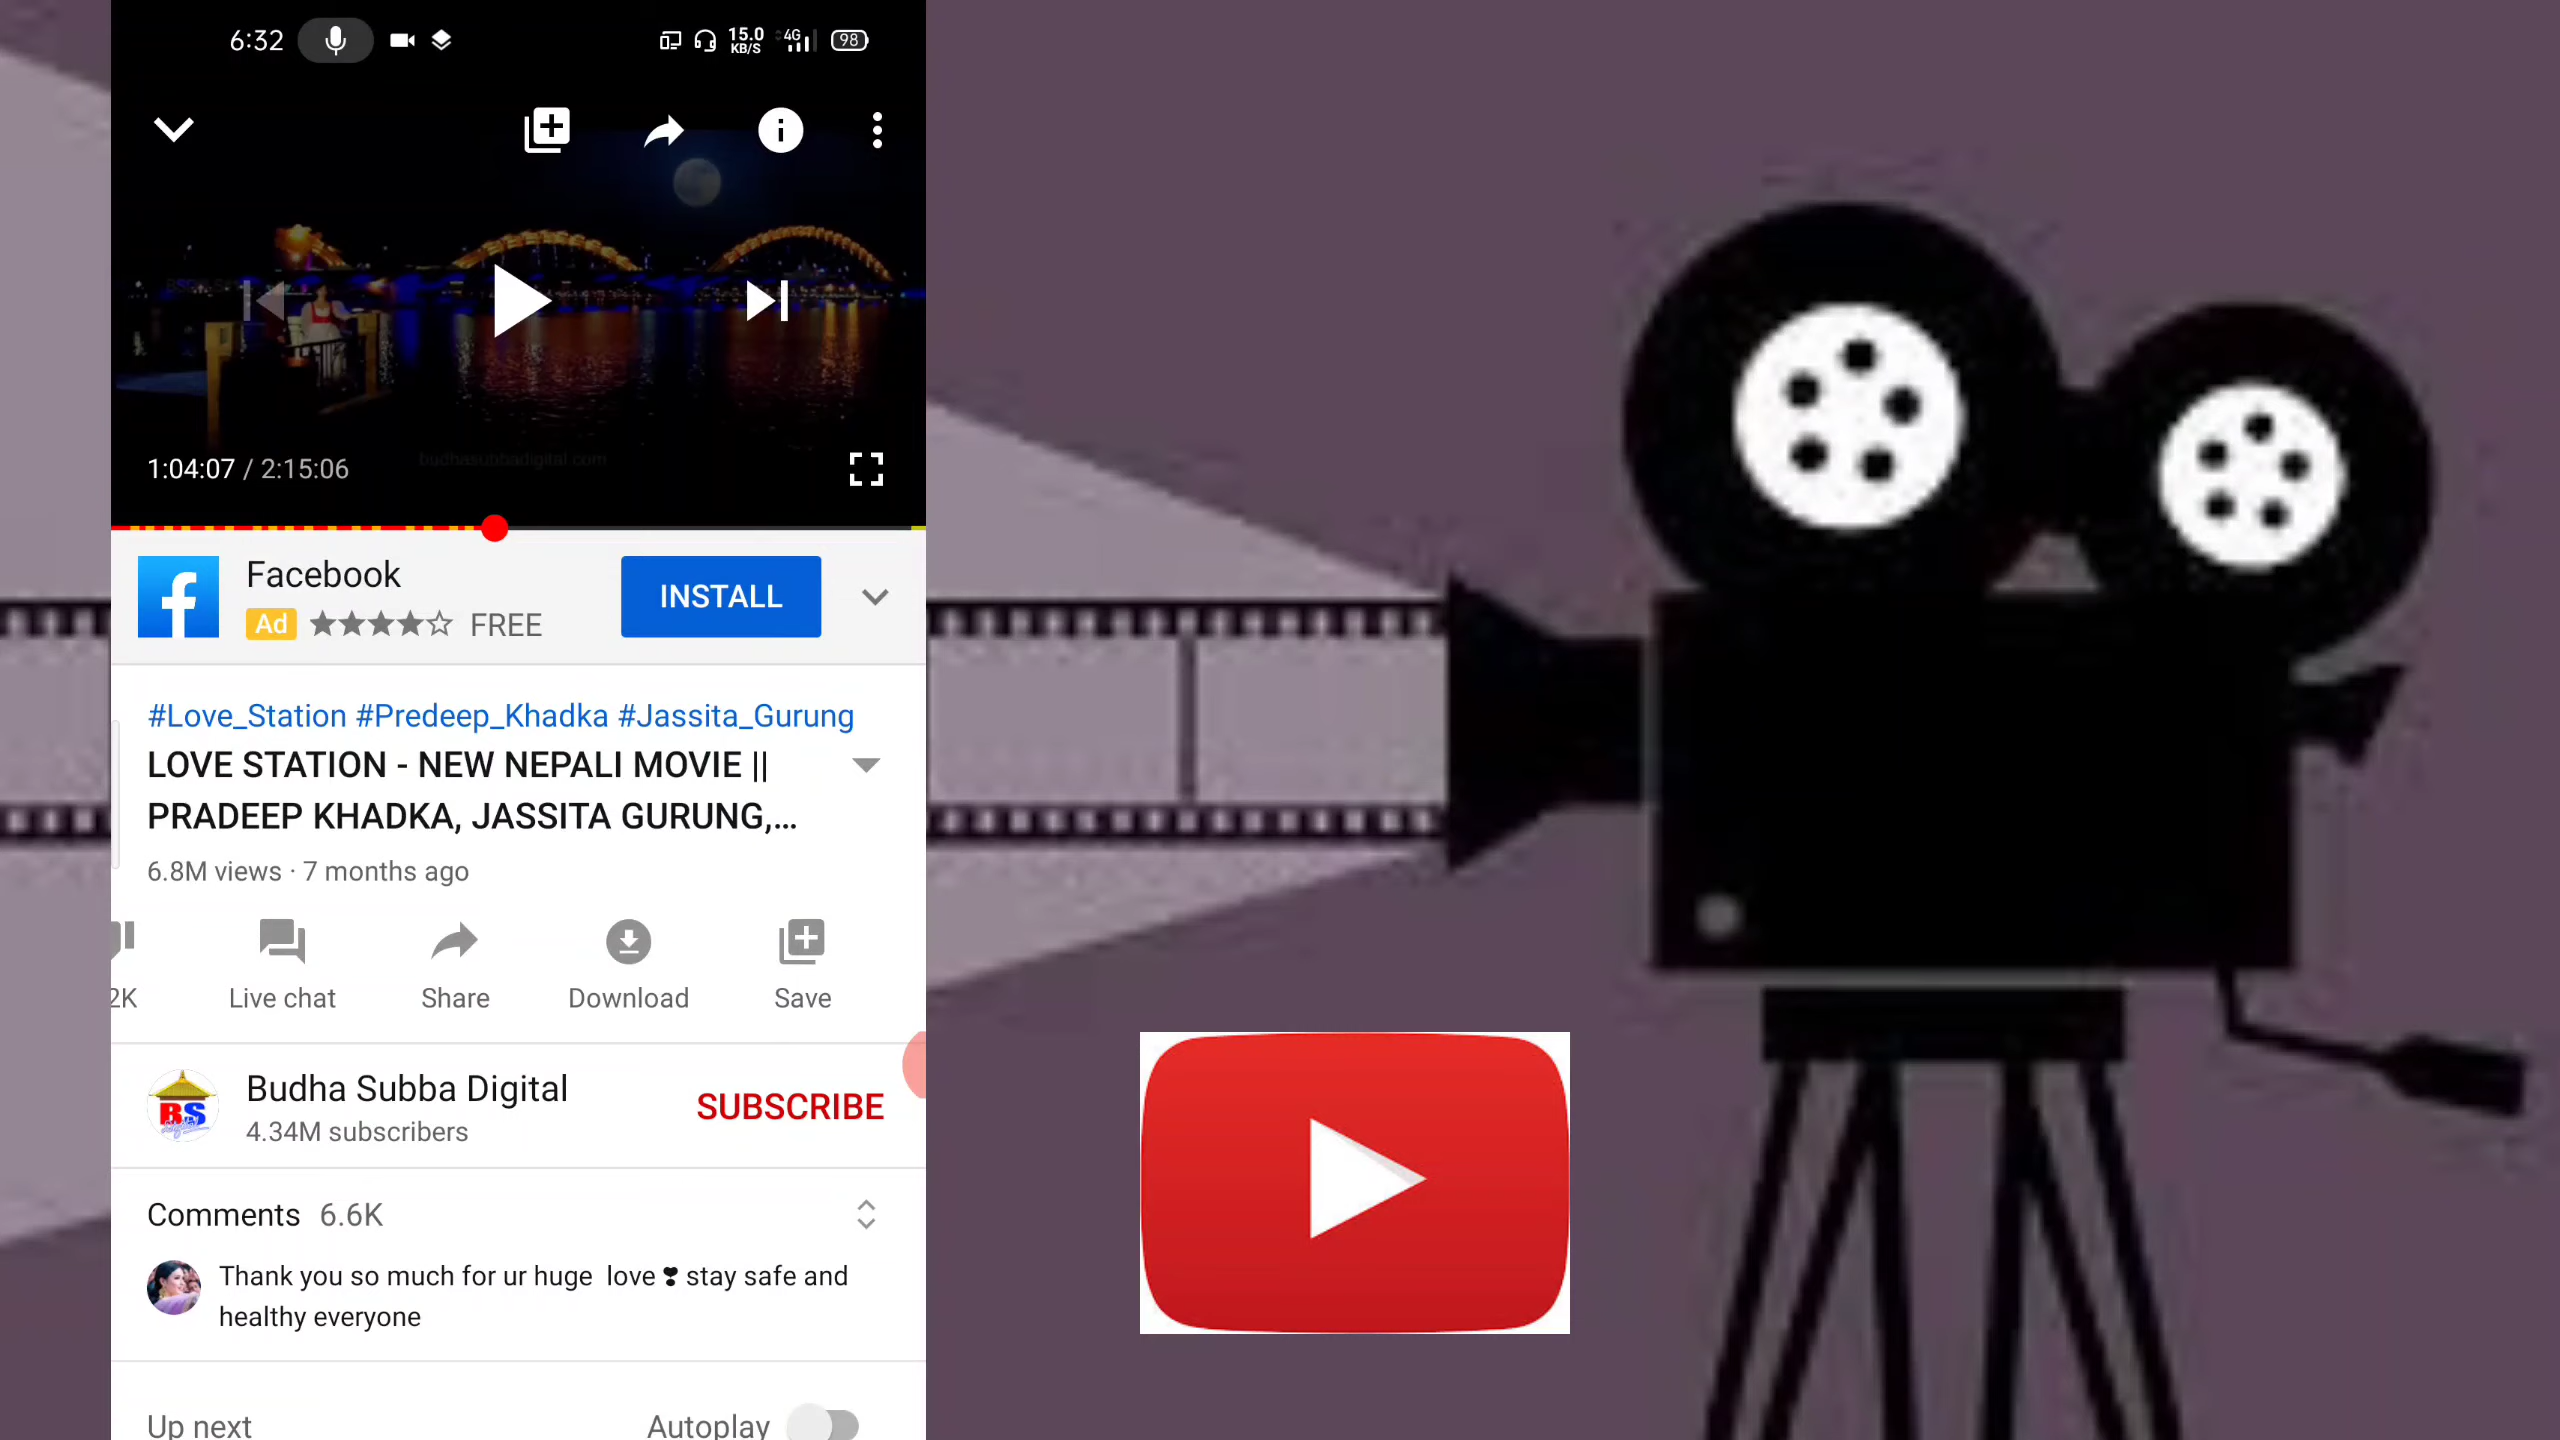 6:32
15.0
KB/S
4G
98
budhasubbadigital.com
1:04:07 / 2:15:06
Facebook
INSTALL
Ad
FREE
#Love_Station #Predeep_Khadka #Jassita_Gurung
LOVE STATION - NEW NEPALI MOVIE ||
PRADEEP KHADKA, JASSITA GURUNG,...
6.8M views · 7 months ago
2K
Live chat
Share
Download
Save
Budha Subba Digital
4.34M subscribers
SUBSCRIBE
BS
Comments 6.6K
Thank you so much for ur huge love ❣ stay safe and
healthy everyone
Up next
Autoplay